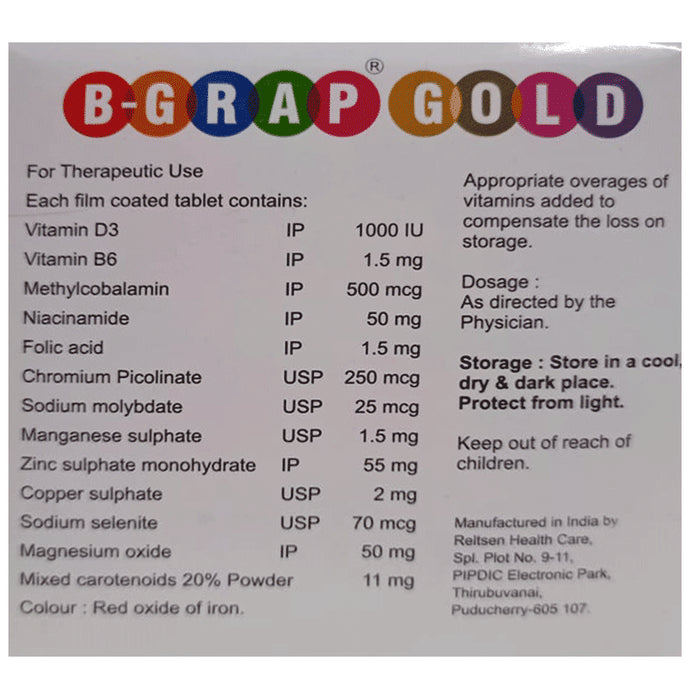 B-GRAP® GOLD
For Therapeutic Use
Each film coated tablet contains:
Vitamin D3 IP 1000 IU
Vitamin B6 IP 1.5 mg
Methylcobalamin IP 500 mcg
Niacinamide IP 50 mg
Folic acid IP 1.5 mg
Chromium Picolinate USP 250 mcg
Sodium molybdate USP 25 mcg
Manganese sulphate USP 1.5 mg
Zinc sulphate monohydrate IP 55 mg
Copper sulphate USP 2 mg
Sodium selenite USP 70 mcg
Magnesium oxide IP 50 mg
Mixed carotenoids 20% Powder 11 mg
Colour : Red oxide of iron.
Appropriate overages of
vitamins added to
compensate the loss on
storage.
Dosage :
As directed by the
Physician.
Storage : Store in a cool,
dry & dark place.
Protect from light.
Keep out of reach of
children.
Manufactured in India by
Reltsen Health Care,
Spl. Plot No. 9-11,
PIPDIC Electronic Park,
Thirubuvanai,
Puducherry-605 107.